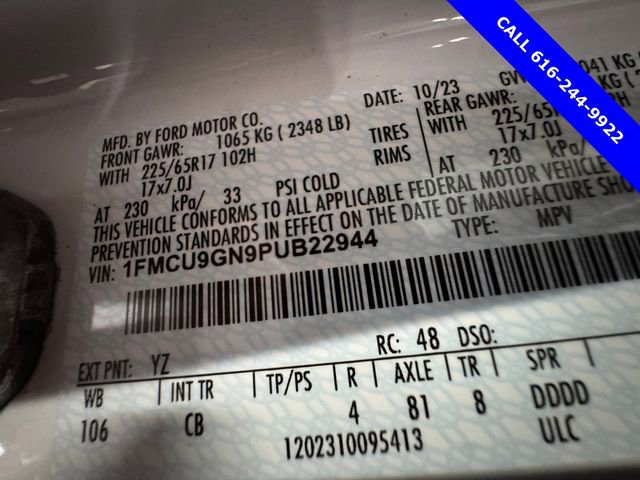 CALL 616-244-9922
MFD. BY FORD MOTOR CO.
DATE: 10/23
FRONT GAWR: 1065 KG ( 2348 LB)
WITH 225/65R17 102H TIRES
17x7.0J RIMS
AT 230 kPa/ 33 PSI COLD
REAR GAWR:
WITH 225/65R
17x7.0J
AT 230 kPa/
THIS VEHICLE CONFORMS TO ALL APPLICABLE FEDERAL MOTOR VEHICLE
PREVENTION STANDARDS IN EFFECT ON THE DATE OF MANUFACTURE
VIN: 1FMCU9GN9PUB22944
TYPE: MPV
EXT PNT: YZ RC: 48 DSO:
WB | INT TR | TP/PS | R | AXLE | TR | SPR
106 CB 4 81 8 DDDD
1202310095413 ULC